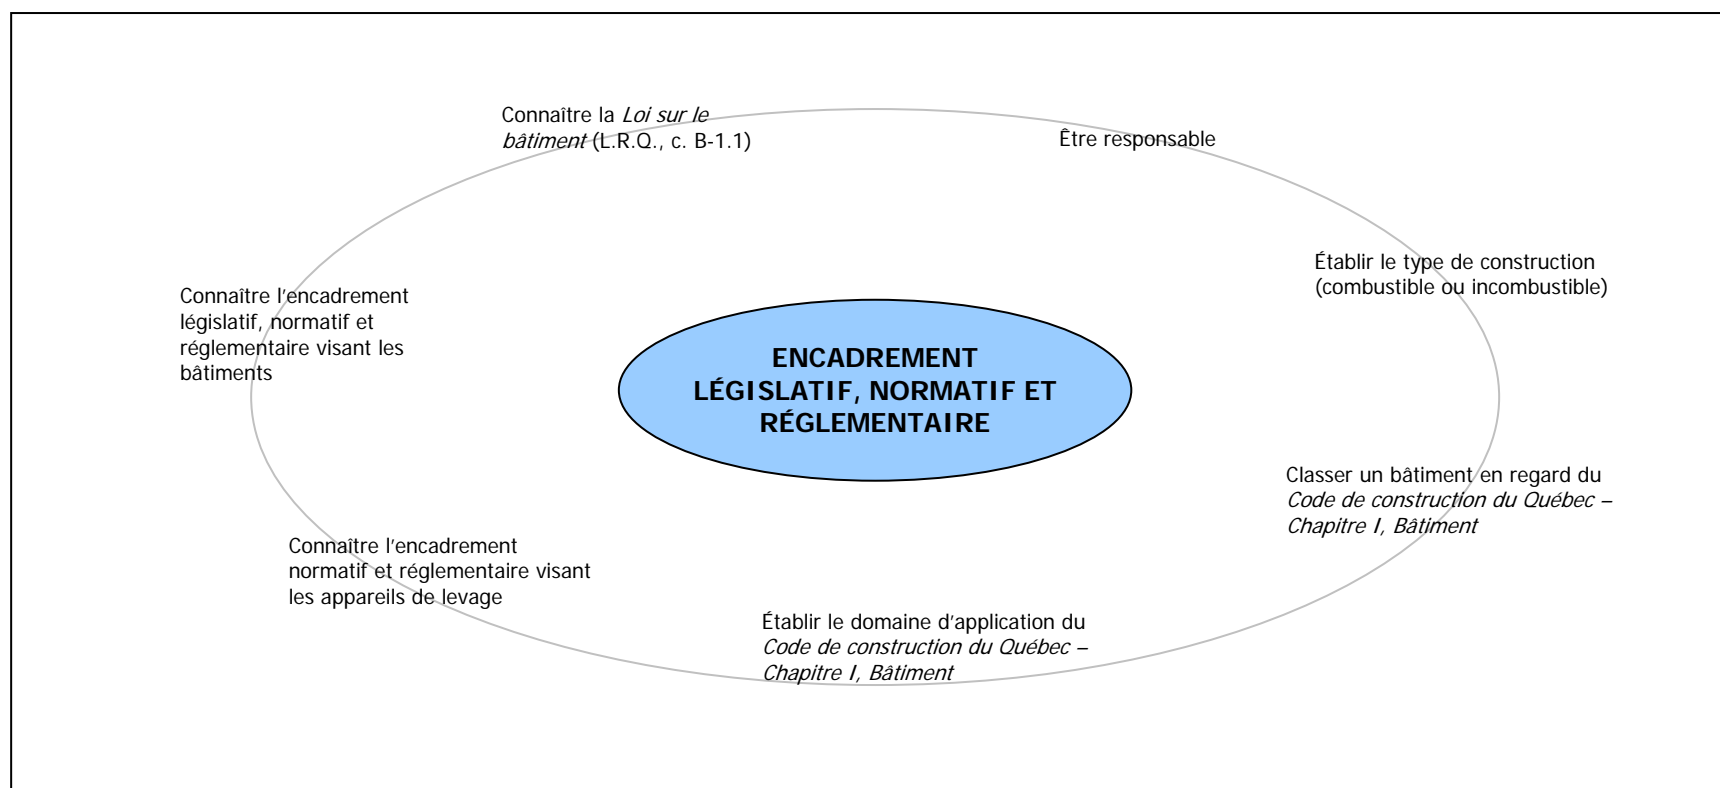 Connaître la Loi sur le
bâtiment (L.R.Q., c. B-1.1)
Être responsable
Établir le type de construction
(combustible ou incombustible)
Connaître l'encadrement
législatif, normatif et
réglementaire visant les
bâtiments
ENCADREMENT
LÉGISLATIF, NORMATIF ET
RÉGLEMENTAIRE
Classer un bâtiment en regard du
Code de construction du Québec –
Chapitre I, Bâtiment
Connaître l'encadrement
normatif et réglementaire visant
les appareils de levage
Établir le domaine d'application du
Code de construction du Québec –
Chapitre I, Bâtiment